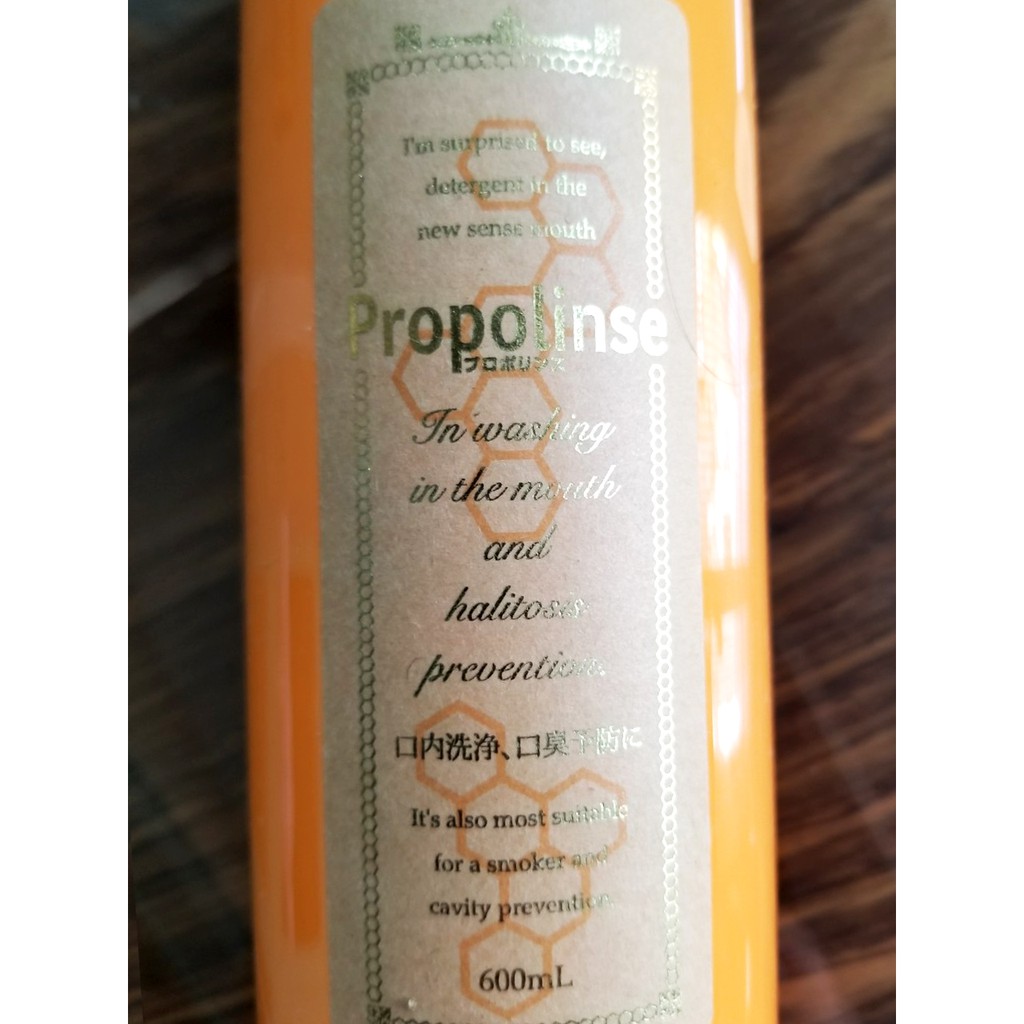 I'm surprised to see,
detergent in the
new sense mouth
Propolinse
プロポリンス
In washing
in the mouth
and
halitosis
prevention.
口内洗浄、口臭予防に
It's also most suitable
for a smoker and
cavity prevention.
600mL